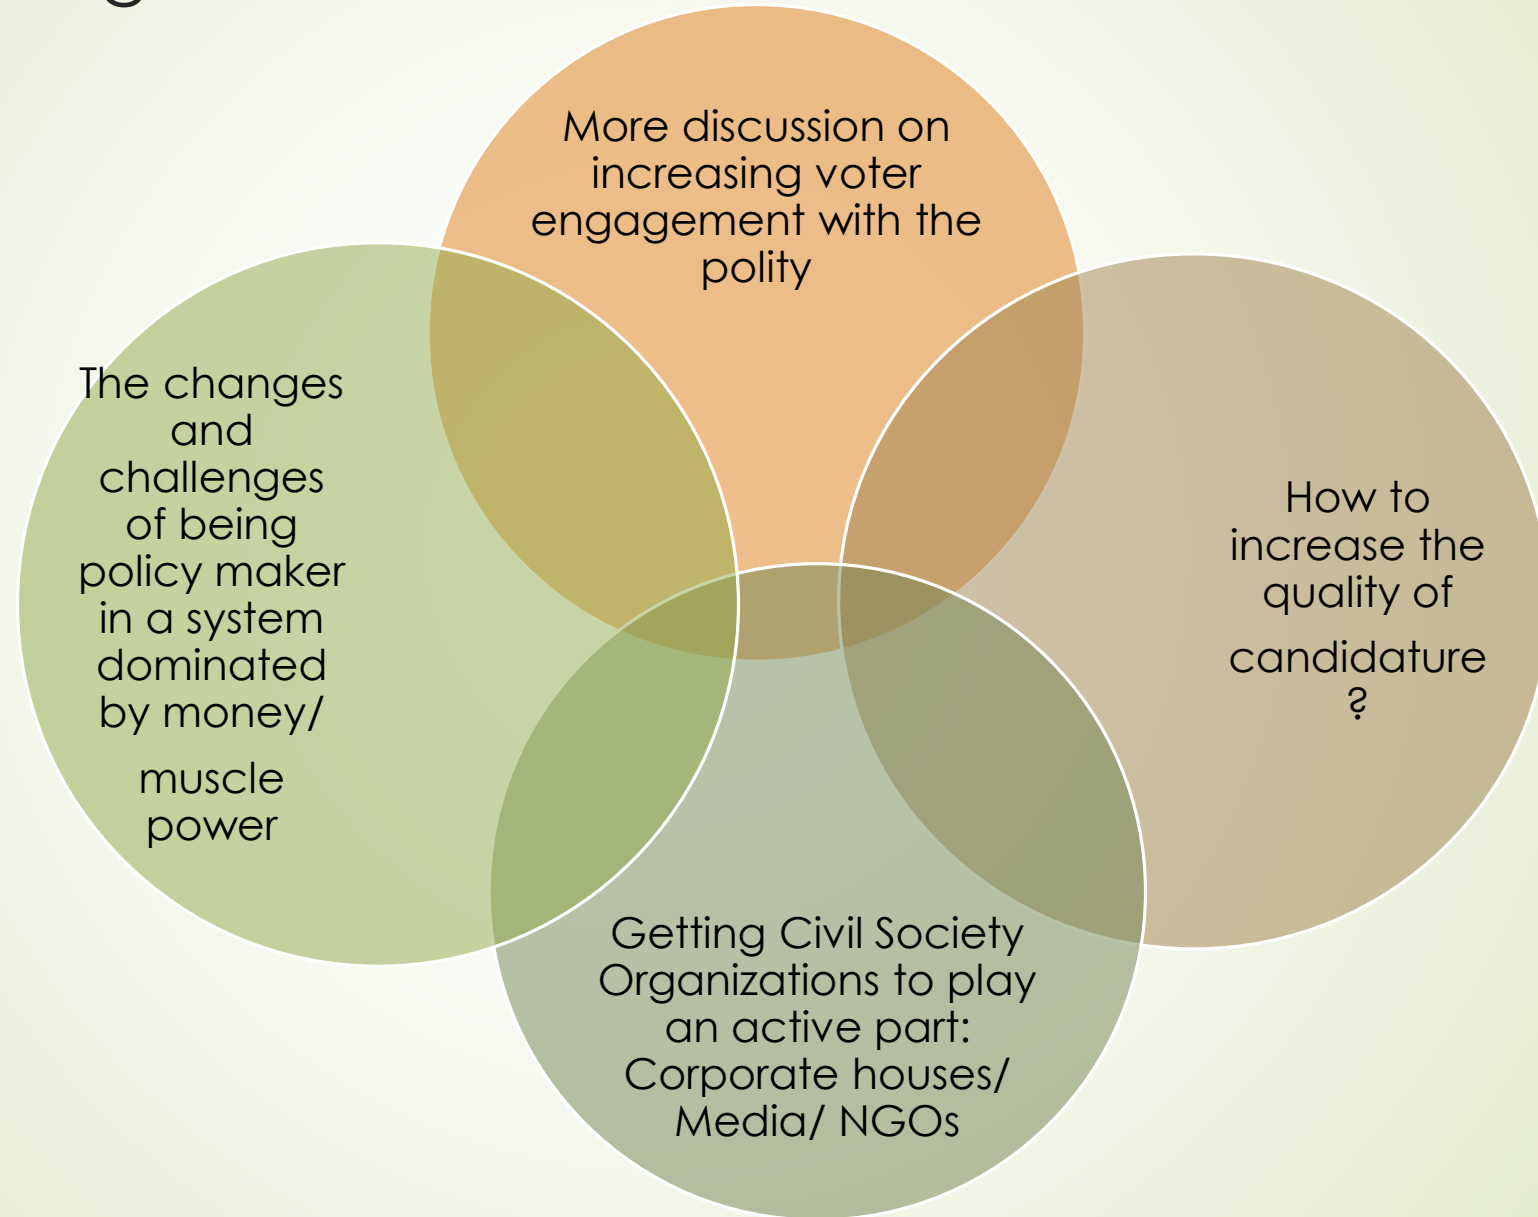 More discussion on
increasing voter
engagement with the
polity
The changes
and
challenges
of being
policy maker
in a system
dominated
by money/
muscle
power
How to
increase the
quality of
candidature
?
Getting Civil Society
Organizations to play
an active part:
Corporate houses/
Media/ NGOs